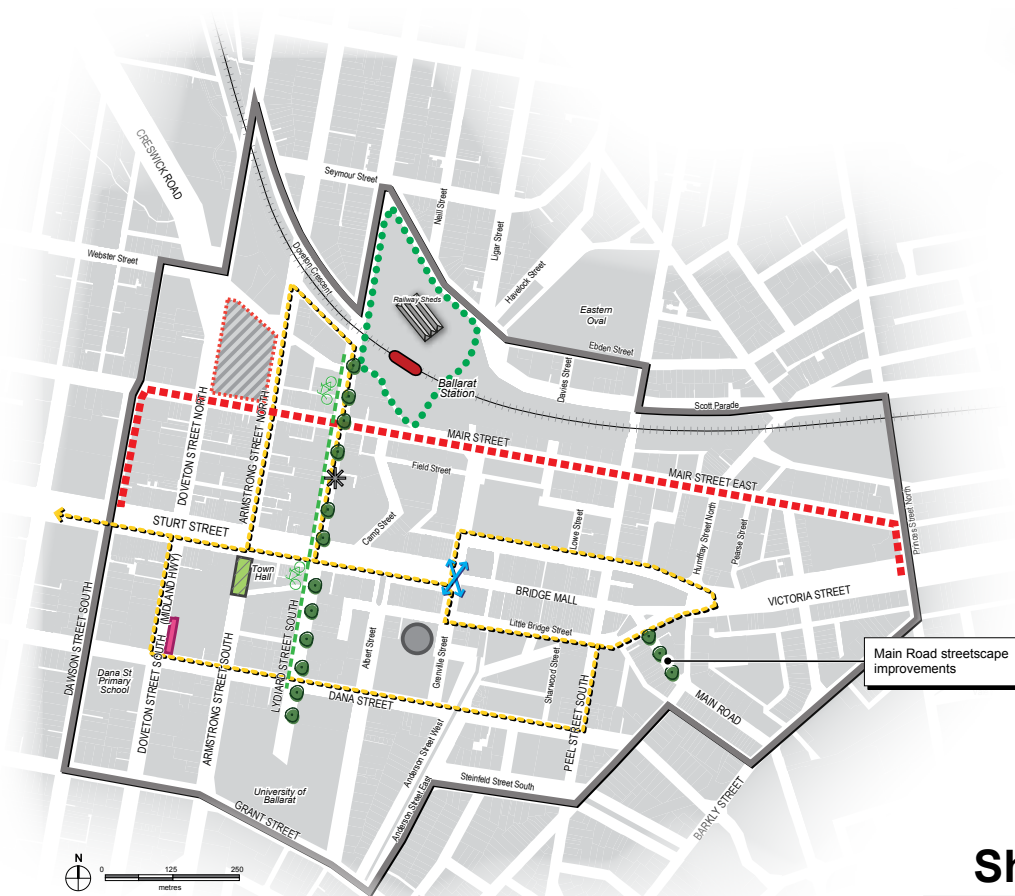 CRESWICK ROAD
Seymour Street
Neill Street
Ligar Street
Webster Street
Doveton Crescent
Havelock Street
Railway Sheds
Eastern
Oval
Ebden Street
Davies Street
Ballarat
Station
Scott Parade
DOVETON STREET NORTH
ARMSTRONG STREET NORTH
MAIR STREET
Field Street
MAIR STREET EAST
Princes Street North
STURT STREET
Camp Street
Lowe Street
Humffray Street North
Pearse Street
(MIDLAND HWY)
Town
Hall
BRIDGE MALL
VICTORIA STREET
Little Bridge Street
DAWSON STREET SOUTH
Dana St
Primary
School
DOVETON STREET SOUTH
ARMSTRONG STREET SOUTH
LYDIARD STREET SOUTH
Albert Street
Grenville Street
DANA STREET
Sharwood Street
PEEL STREET SOUTH
Main Road streetscape
improvements
MAIN ROAD
Anderson Street West
Anderson Street East
Steinfeld Street South
BARKLY STREET
University of
Ballarat
GRANT STREET
N
0 125 250
metres